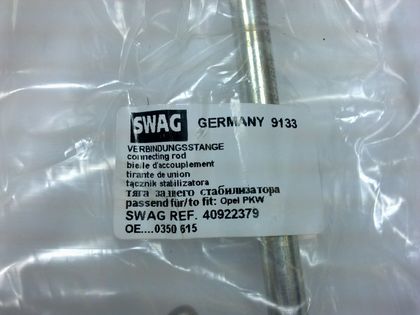 SWAG GERMANY 9133
VERBINDUNGSSTANGE
connecting rod
bielle d'accouplement
tirante de union
tącznik stabilizatora
тяга заднего стабилизатора
passend für/to fit: Opel PKW
SWAG REF. 40922379
OE....0350 615